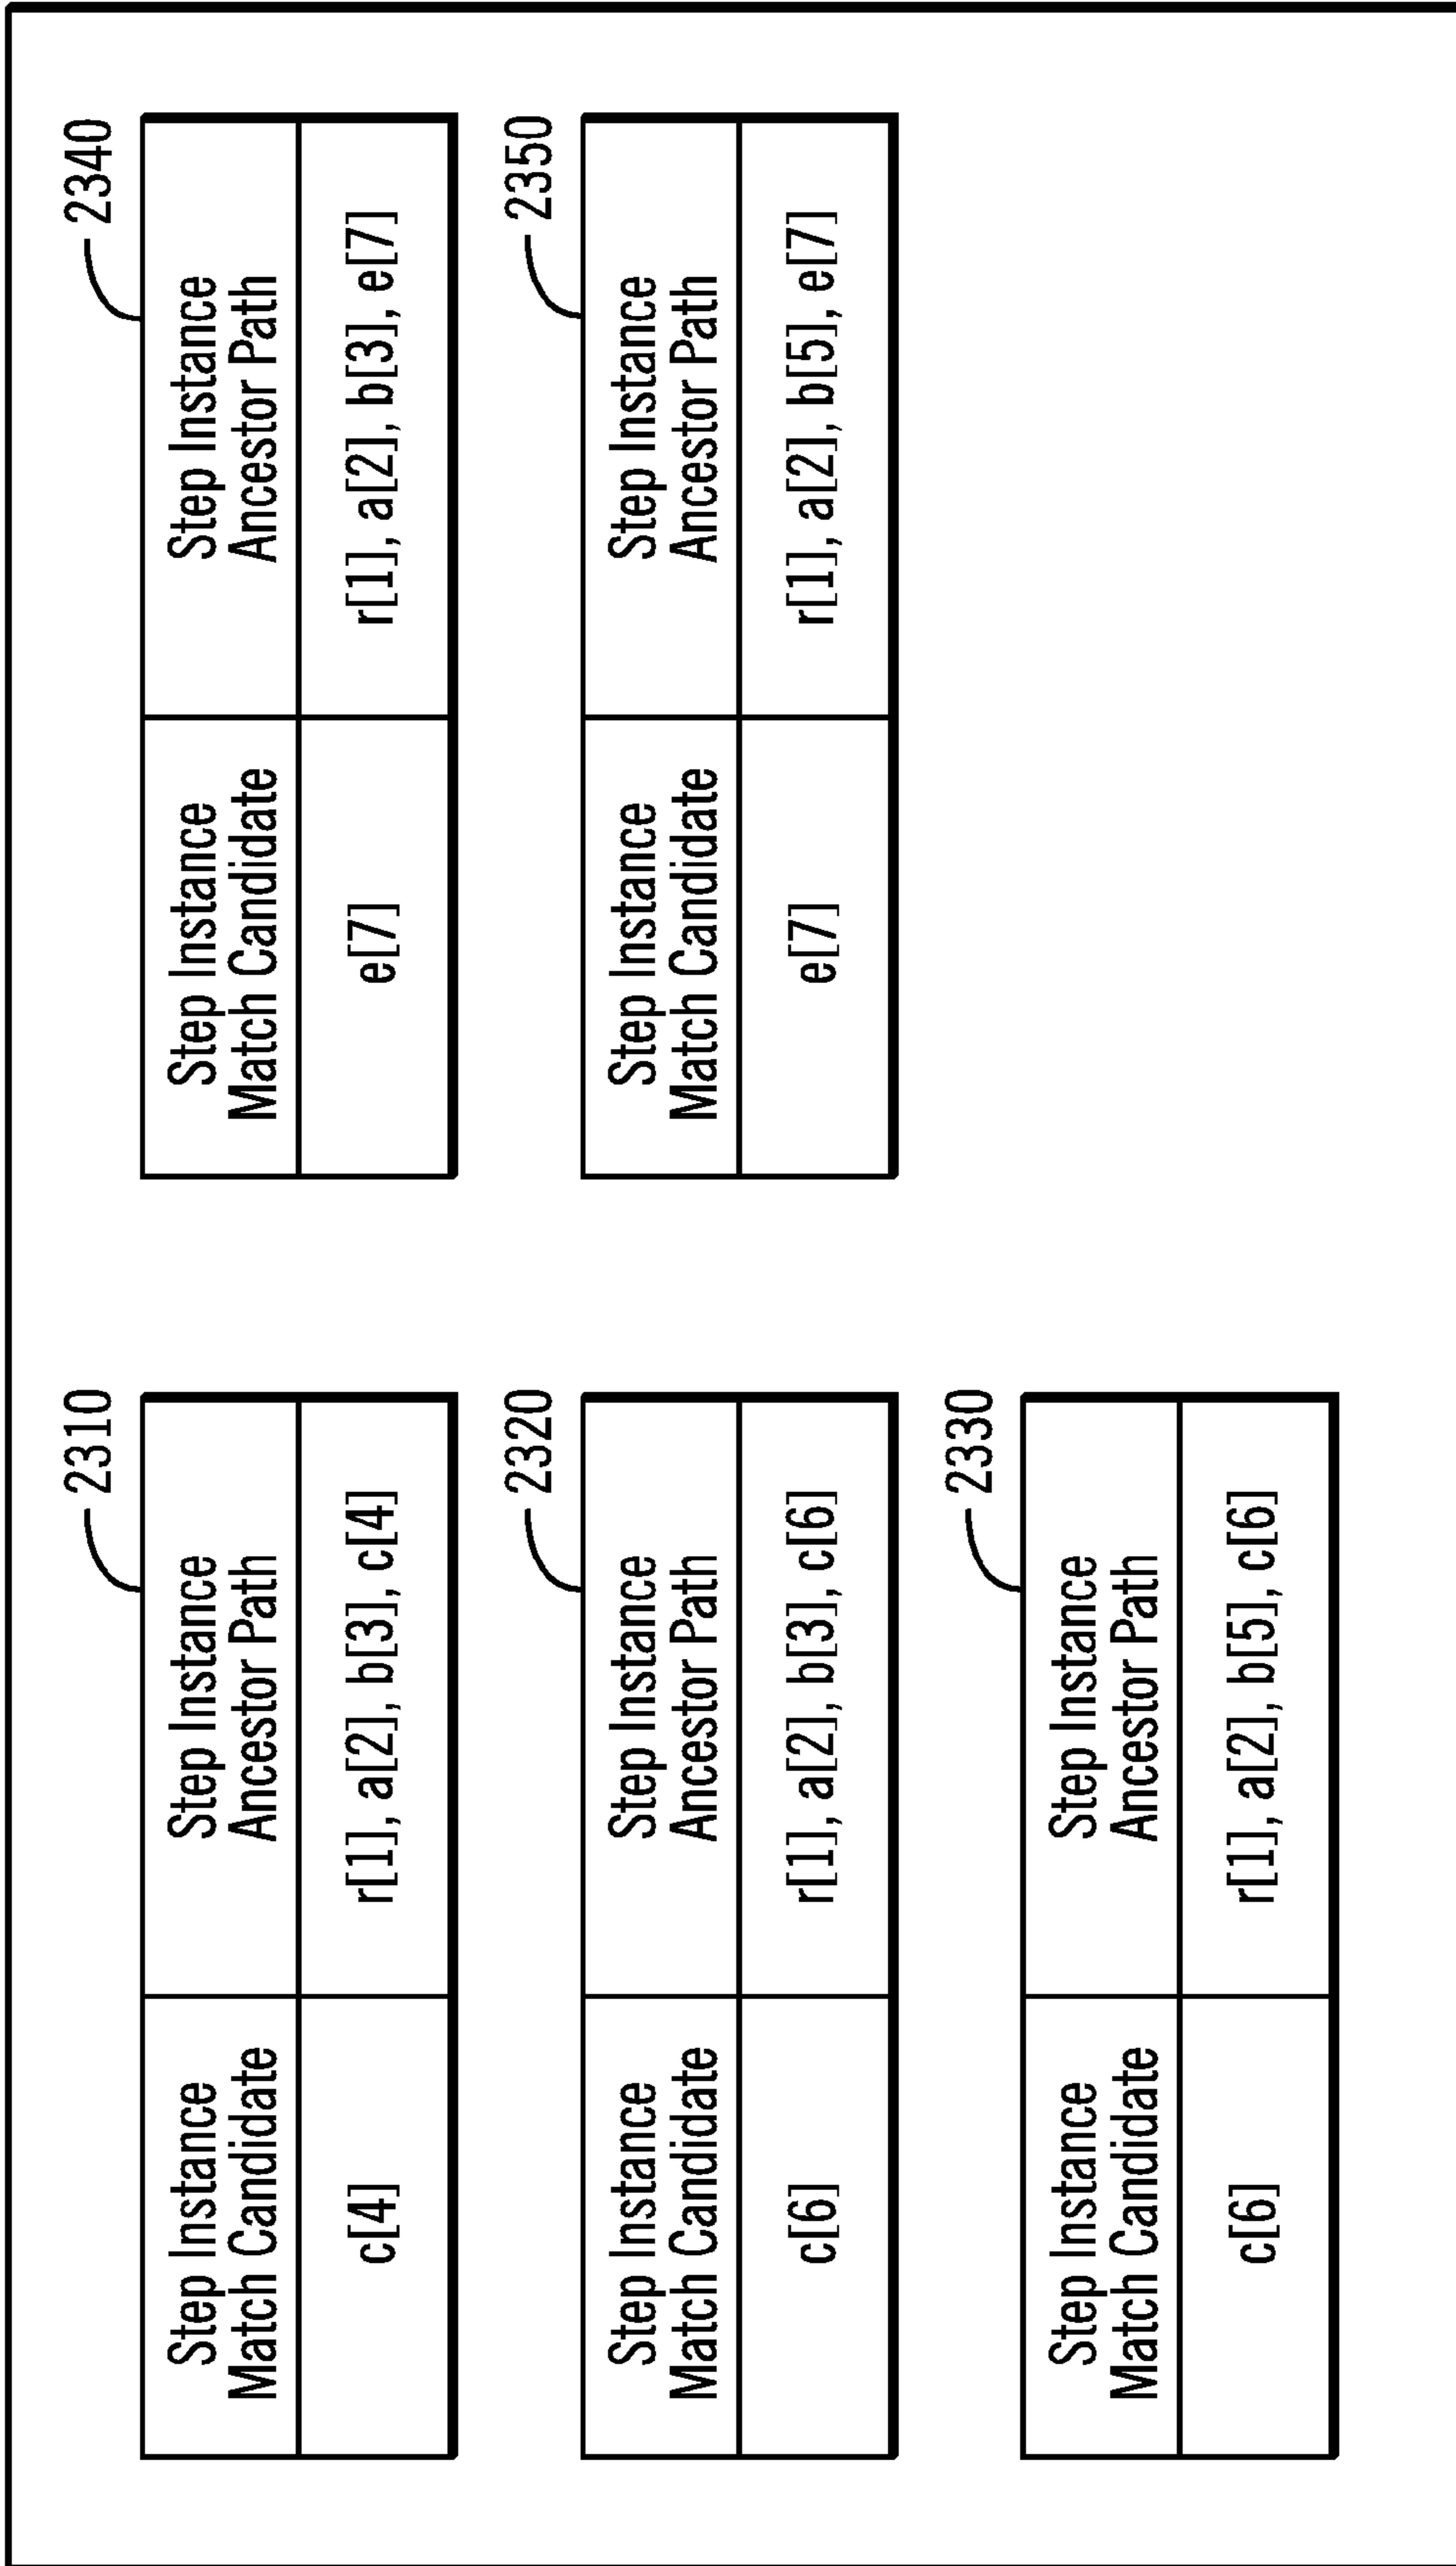 2310
Step Instance
Match Candidate
Step Instance
Ancestor Path
c[4]
r[1], a[2], b[3], c[4]
2320
Step Instance
Match Candidate
Step Instance
Ancestor Path
c[6]
r[1], a[2], b[3], c[6]
2330
Step Instance
Match Candidate
Step Instance
Ancestor Path
c[6]
r[1], a[2], b[5], c[6]
2340
Step Instance
Match Candidate
Step Instance
Ancestor Path
e[7]
r[1], a[2], b[3], e[7]
2350
Step Instance
Match Candidate
Step Instance
Ancestor Path
e[7]
r[1], a[2], b[5], e[7]